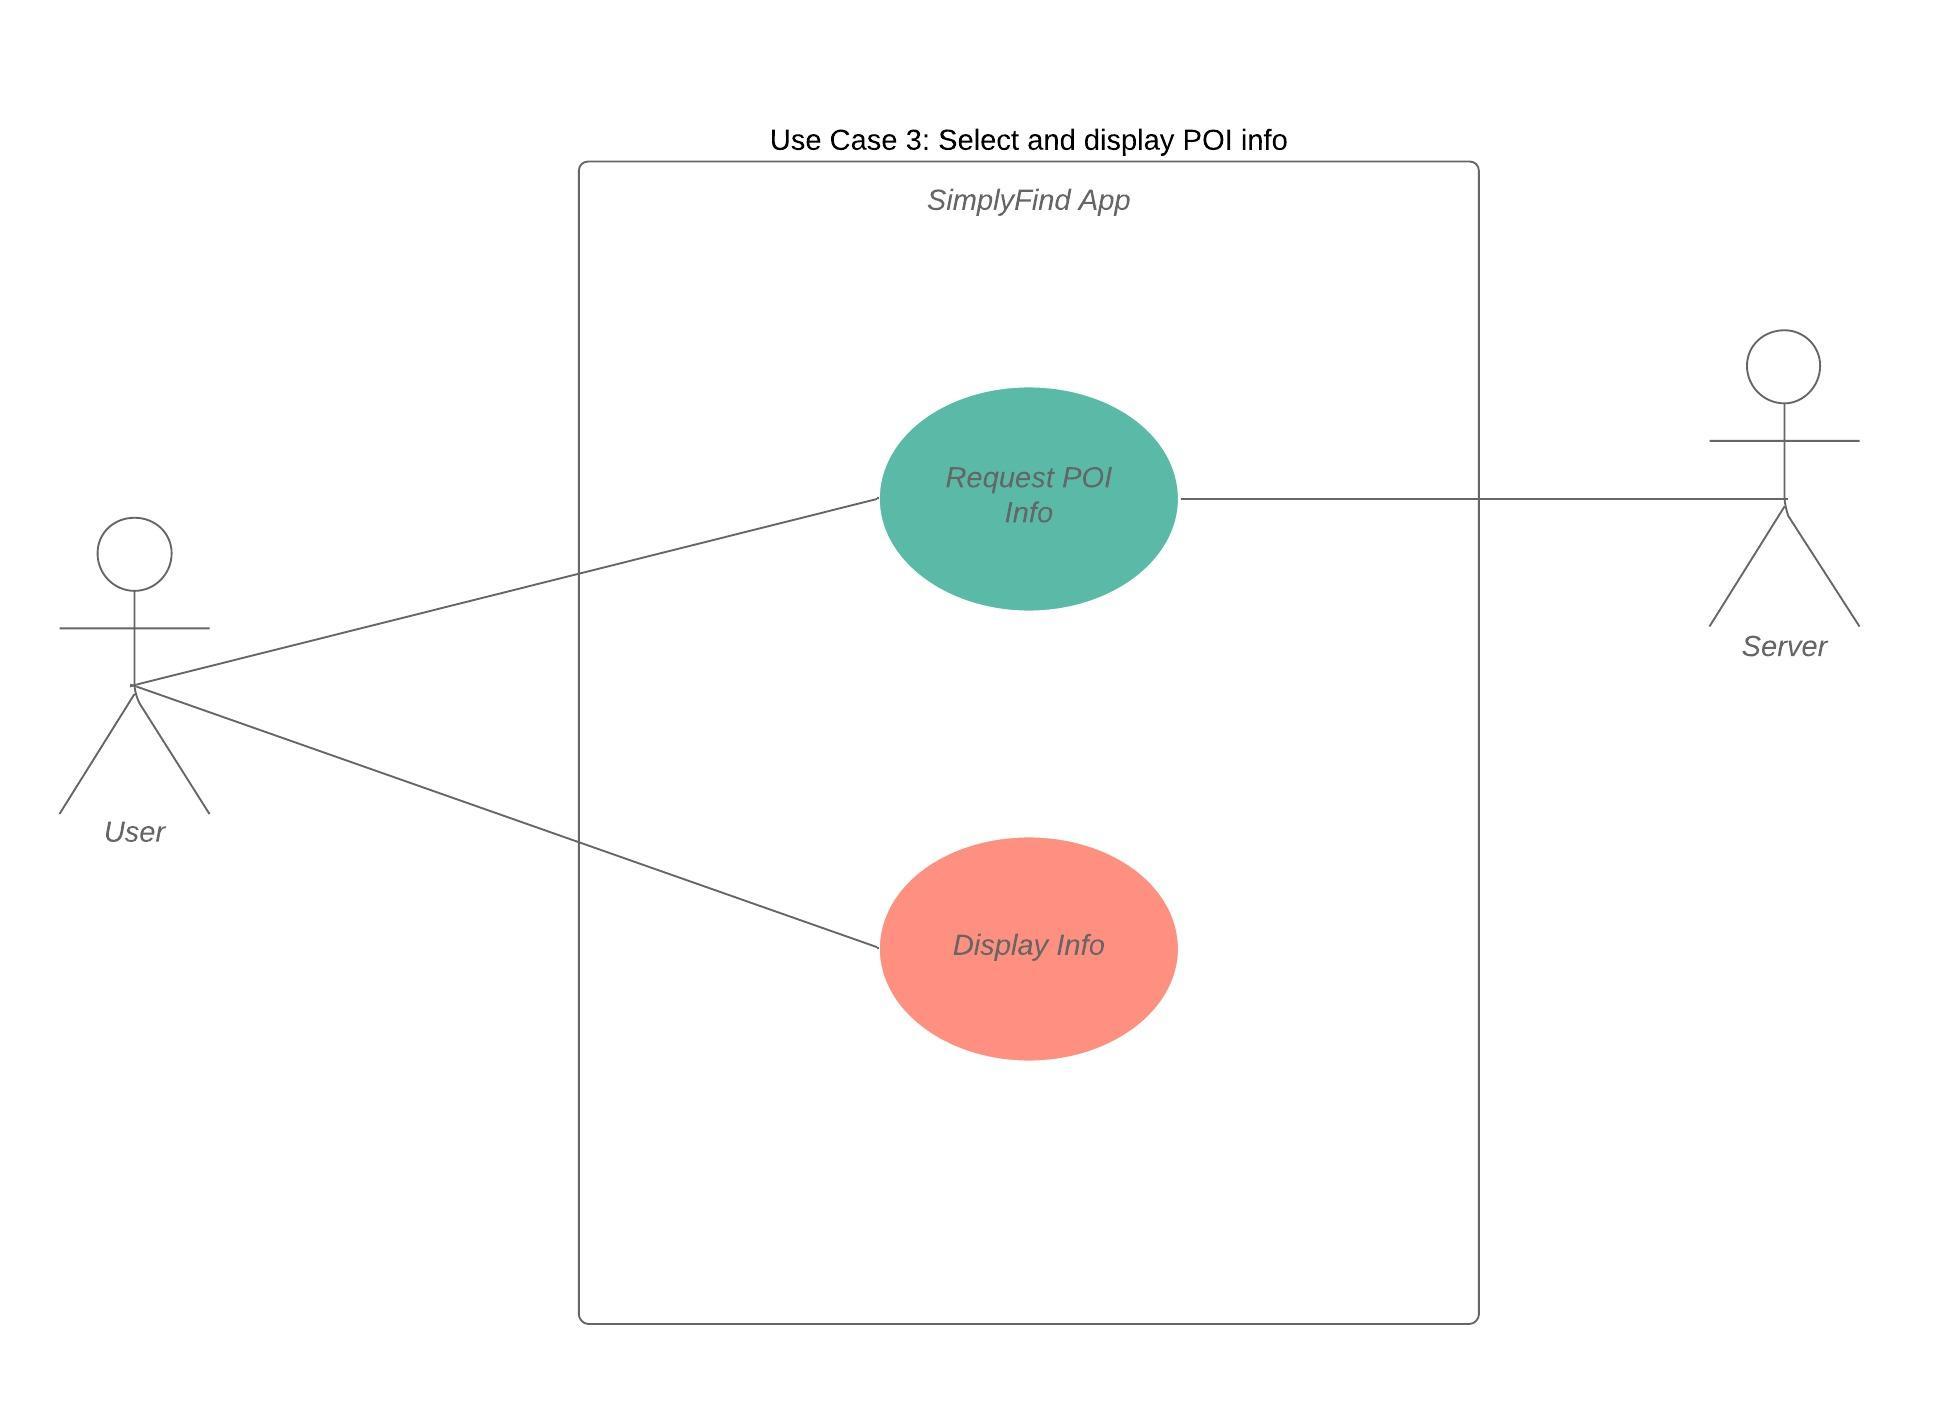 Use Case 3: Select and display POI info
SimplyFind App
Request POI
Info
Server
User
Display Info